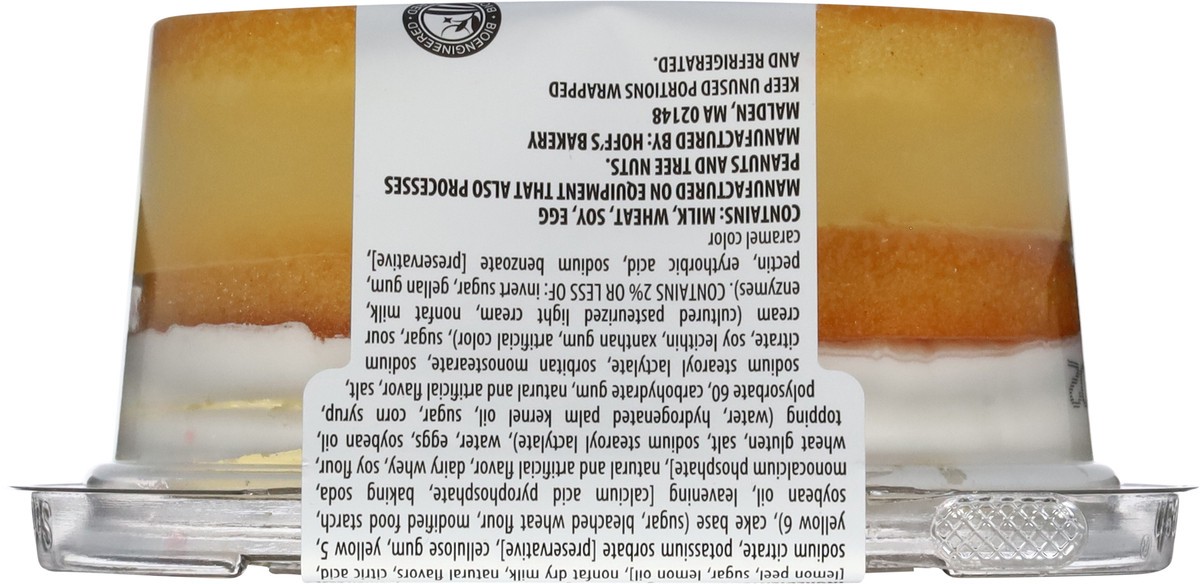 [lemon peel, sugar, lemon oil], nonfat dry milk, natural flavors, citric acid,
sodium citrate, potassium sorbate [preservative], cellulose gum, yellow 5,
yellow 6), cake base (sugar, bleached wheat flour, modified food starch,
soybean oil, leavening [calcium acid pyrophosphate, baking soda,
monocalcium phosphate], natural and artificial flavor, dairy whey, soy flour,
wheat gluten, salt, sodium stearoyl lactylate), water, eggs, soybean oil,
topping (water, hydrogenated palm kernel oil, sugar, corn syrup,
polysorbate 60, carbohydrate gum, natural and artificial flavor, salt,
sodium stearoyl lactylate, sorbitan monostearate, sodium
citrate, soy lecithin, xanthan gum, artificial color), sugar, sour
cream (cultured pasteurized light cream, nonfat milk,
enzymes). CONTAINS 2% OR LESS OF: invert sugar, gellan gum,
pectin, erythorbic acid, sodium benzoate [preservative],
caramel color
CONTAINS: MILK, WHEAT, SOY, EGG
MANUFACTURED ON EQUIPMENT THAT ALSO PROCESSES
PEANUTS AND TREE NUTS.
MANUFACTURED BY: HOFF'S BAKERY
MALDEN, MA 02148
KEEP UNUSED PORTIONS WRAPPED
AND REFRIGERATED.
BIOENGINEERED